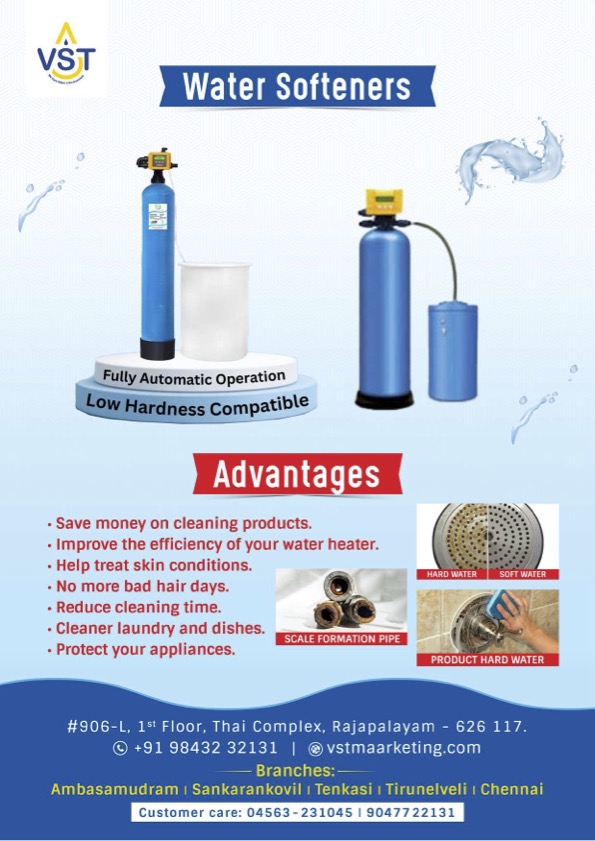 VST
Water Softeners
Fully Automatic Operation
Low Hardness Compatible
Advantages
• Save money on cleaning products.
• Improve the efficiency of your water heater.
• Help treat skin conditions.
• No more bad hair days.
• Reduce cleaning time.
• Cleaner laundry and dishes.
• Protect your appliances.
HARD WATER
SOFT WATER
SCALE FORMATION PIPE
PRODUCT HARD WATER
#906-L, 1st Floor, Thai Complex, Rajapalayam - 626 117.
+91 98432 32131 | vstmaarketing.com
Branches:
Ambasamudram | Sankarankovil | Tenkasi | Tirunelveli | Chennai
Customer care: 04563-231045 | 9047722131